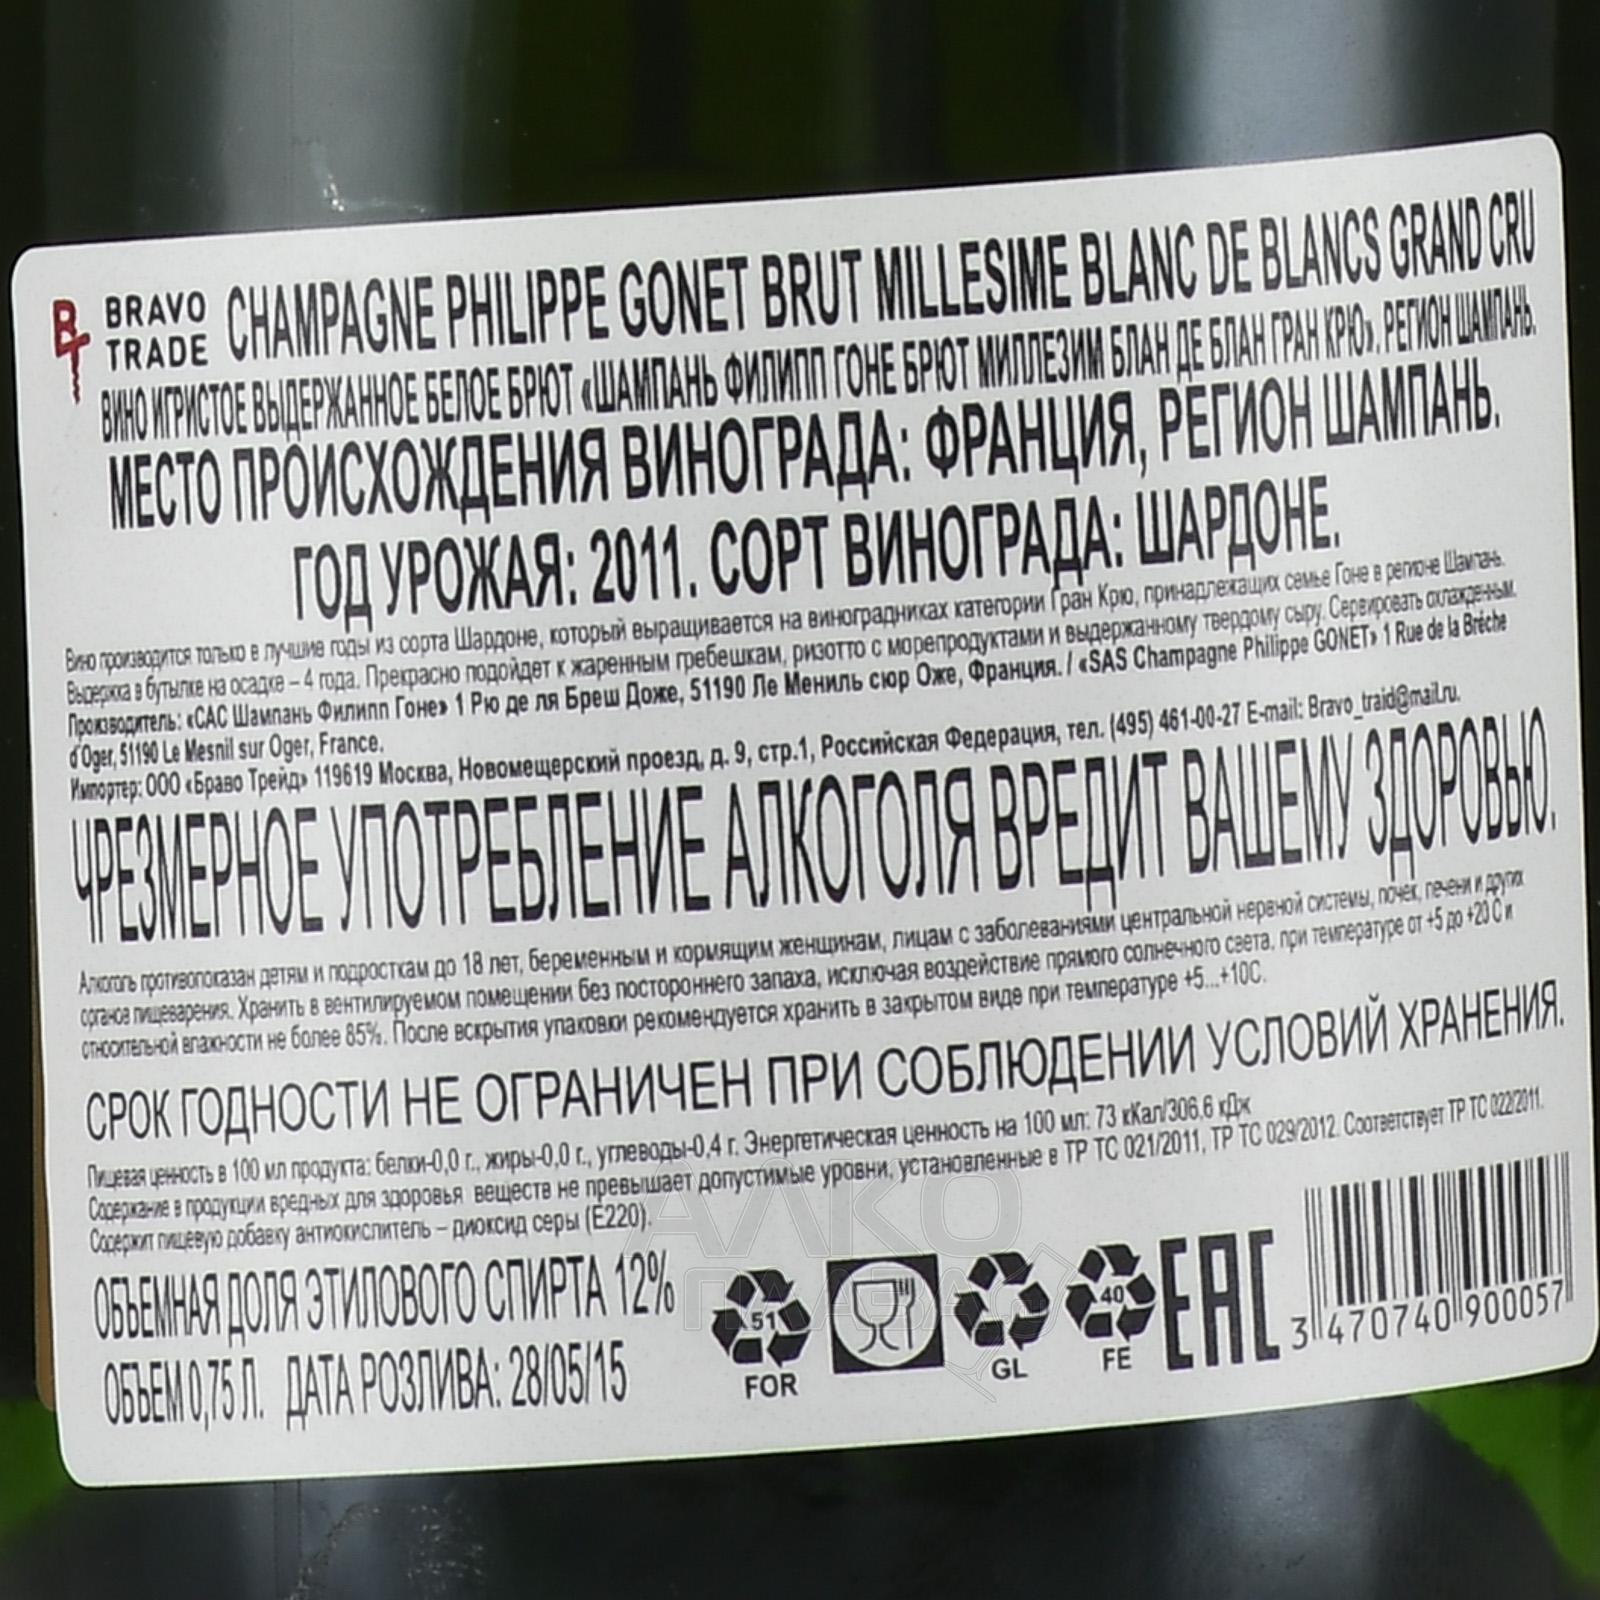 BRAVO
TRADE
CHAMPAGNE PHILIPPE GONET BRUT MILLESIME BLANC DE BLANCS GRAND CRU
ВИНО ИГРИСТОЕ ВЫДЕРЖАННОЕ БЕЛОЕ БРЮТ «ШАМПАНЬ ФИЛИПП ГОНЕ БРЮТ МИЛЛЕЗИМ БЛАН ДЕ БЛАН ГРАН КРЮ». РЕГИОН ШАМПАНЬ.
МЕСТО ПРОИСХОЖДЕНИЯ ВИНОГРАДА: ФРАНЦИЯ, РЕГИОН ШАМПАНЬ.
ГОД УРОЖАЯ: 2011. СОРТ ВИНОГРАДА: ШАРДОНЕ.
Вино производится только в лучшие годы из сорта Шардоне, который выращивается на виноградниках категории Гран Крю, принадлежащих семье Гоне в регионе Шампань.
Выдержка в бутылке на осадке – 4 года. Прекрасно подойдет к жаренным гребешкам, ризотто с морепродуктами и выдержанному твердому сыру. Сервировать охлажденным.
Производитель: «САС Шампань Филипп Гоне» 1 Рю де ля Бреш Доже, 51190 Ле Мениль сюр Оже, Франция. / «SAS Champagne Philippe GONET» 1 Rue de la Brèche
d'Oger, 51190 Le Mesnil sur Oger, France.
Импортер: ООО «Браво Трейд» 119619 Москва, Новомещерский проезд, д. 9, стр.1, Российская Федерация, тел. (495) 461-00-27 E-mail: Bravo_traid@mail.ru.
ЧРЕЗМЕРНОЕ УПОТРЕБЛЕНИЕ АЛКОГОЛЯ ВРЕДИТ ВАШЕМУ ЗДОРОВЬЮ.
Алкоголь противопоказан детям и подросткам до 18 лет, беременным и кормящим женщинам, лицам с заболеваниями центральной нервной системы, почек, печени и других
органов пищеварения. Хранить в вентилируемом помещении без постороннего запаха, исключая воздействие прямого солнечного света, при температуре от +5 до +20 С и
относительной влажности не более 85%. После вскрытия упаковки рекомендуется хранить в закрытом виде при температуре +5...+10С.
СРОК ГОДНОСТИ НЕ ОГРАНИЧЕН ПРИ СОБЛЮДЕНИИ УСЛОВИЙ ХРАНЕНИЯ.
Пищевая ценность в 100 мл продукта: белки-0,0 г., жиры-0,0 г., углеводы-0,4 г. Энергетическая ценность на 100 мл: 73 кКал/306,6 кДж
Содержание в продукции вредных для здоровья веществ не превышает допустимые уровни, установленные в ТР ТС 021/2011, ТР ТС 029/2012. Соответствует ТР ТС 022/2011.
Содержит пищевую добавку антиокислитель – диоксид серы (Е220).
ОБЪЕМНАЯ ДОЛЯ ЭТИЛОВОГО СПИРТА 12%
ОБЪЕМ 0,75 Л. ДАТА РОЗЛИВА: 28/05/15
51
FOR
GL
40
FE
EAC
3 470740 900057
АЛКО
ПЛАЗА